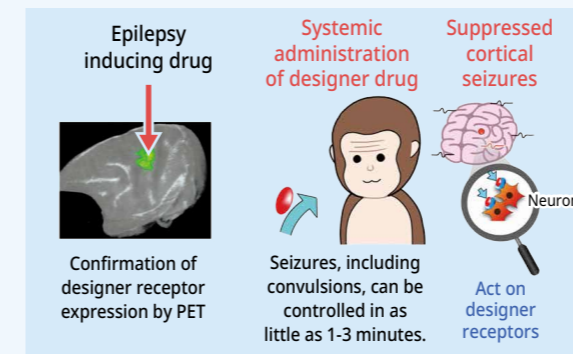 Epilepsy
inducing drug
Confirmation of
designer receptor
expression by PET
Systemic
administration
of designer drug
Seizures, including
convulsions, can be
controlled in as
little as 1-3 minutes.
Suppressed
cortical
seizures
Neuron
Act on
designer
receptors